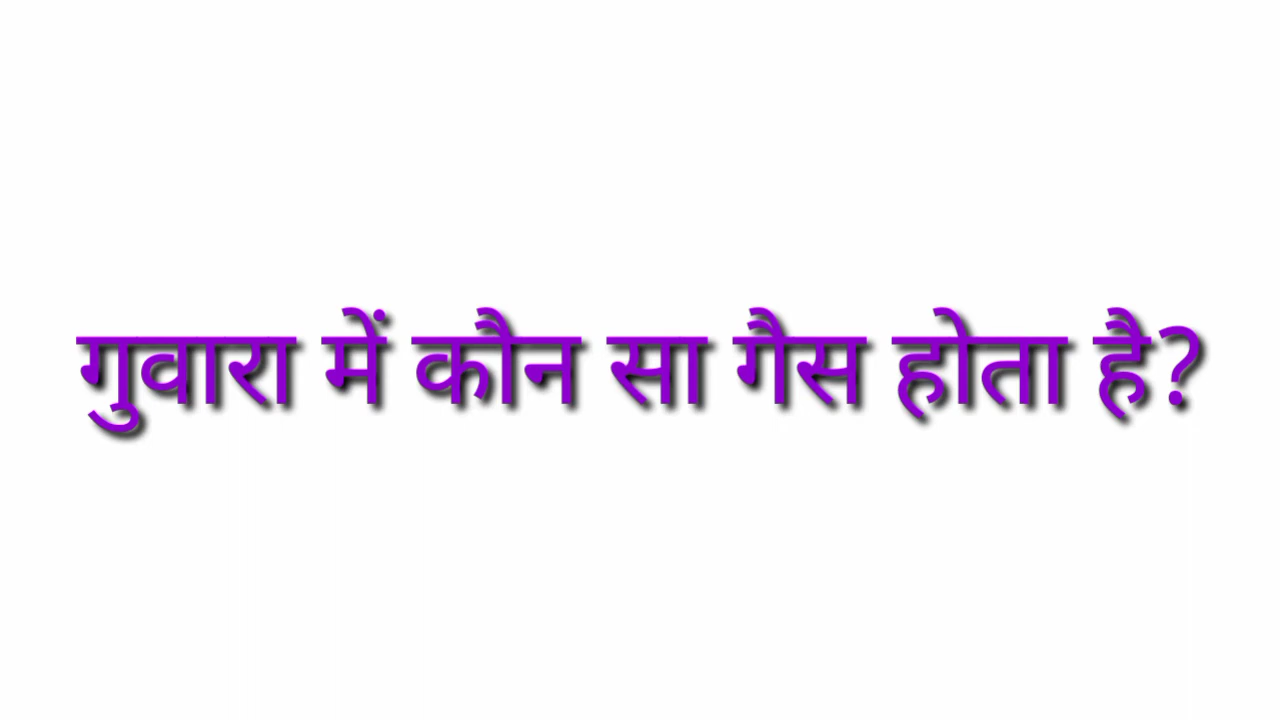 गुवारा में कौन सा गैस होता है?